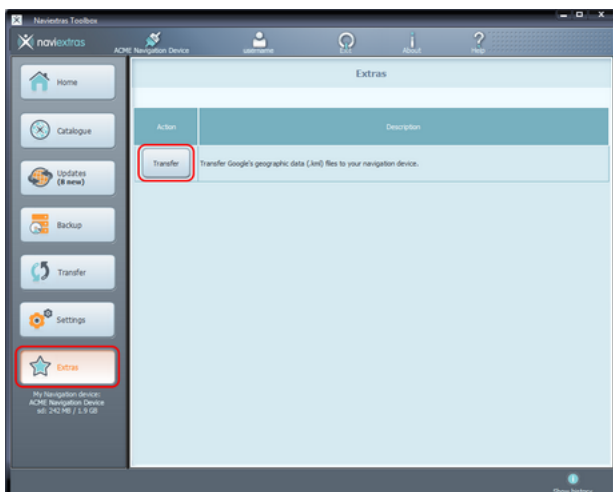 Naviextras Toolbox
naviextras
ACME Navigation Device
username
Exit
About
Help
Home
Catalogue
Updates
(8 new)
Backup
Transfer
Settings
Extras
My Navigation device:
ACME Navigation Device
sd: 242 MB / 1.9 GB
Extras
Action
Description
Transfer
Transfer Google's geographic data (.kml) files to your navigation device.